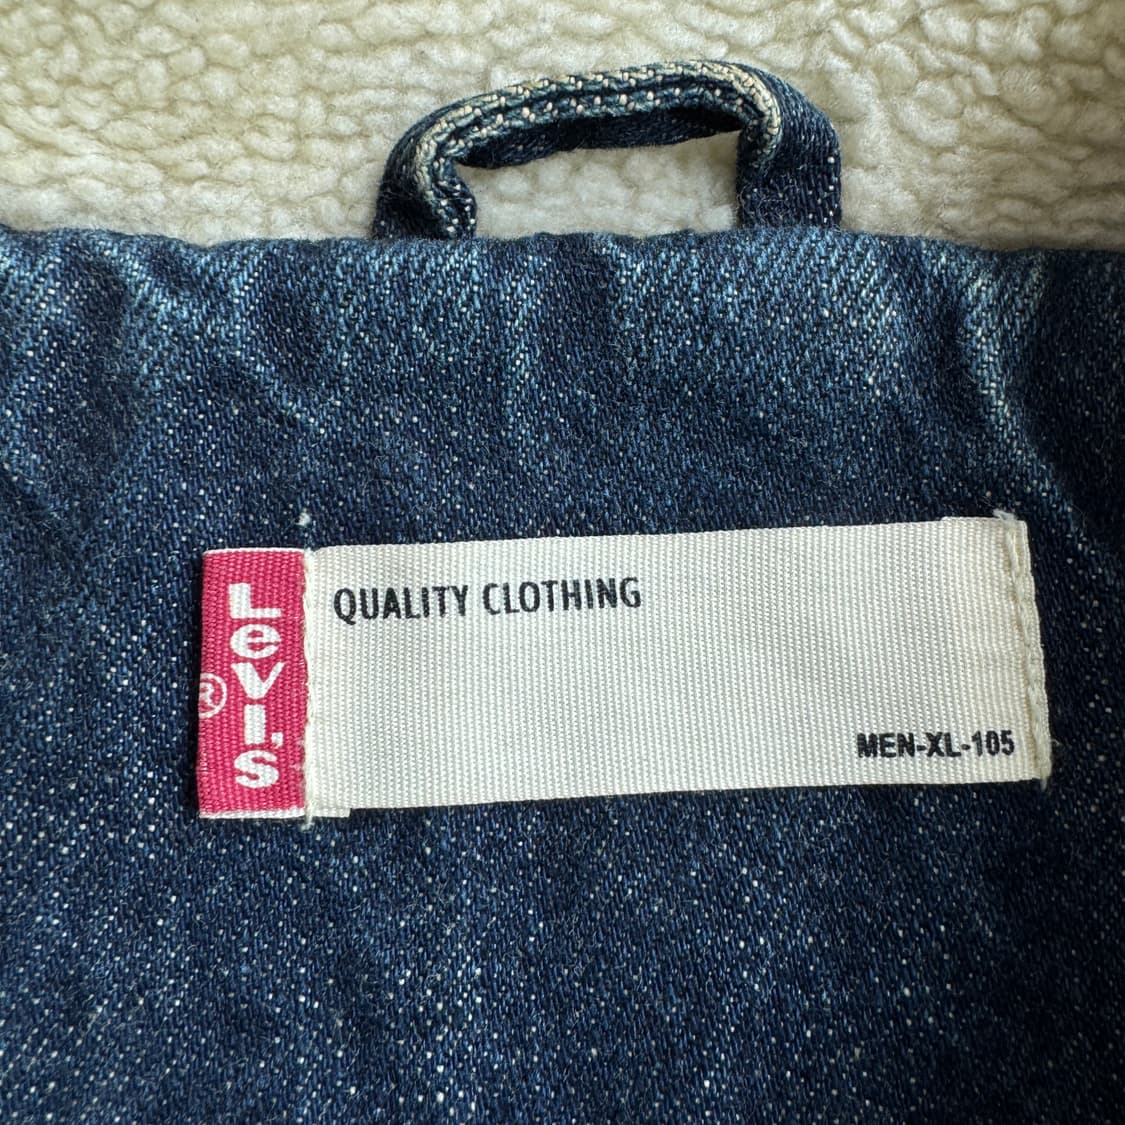 LEVI'S
®
QUALITY CLOTHING
MEN-XL-105